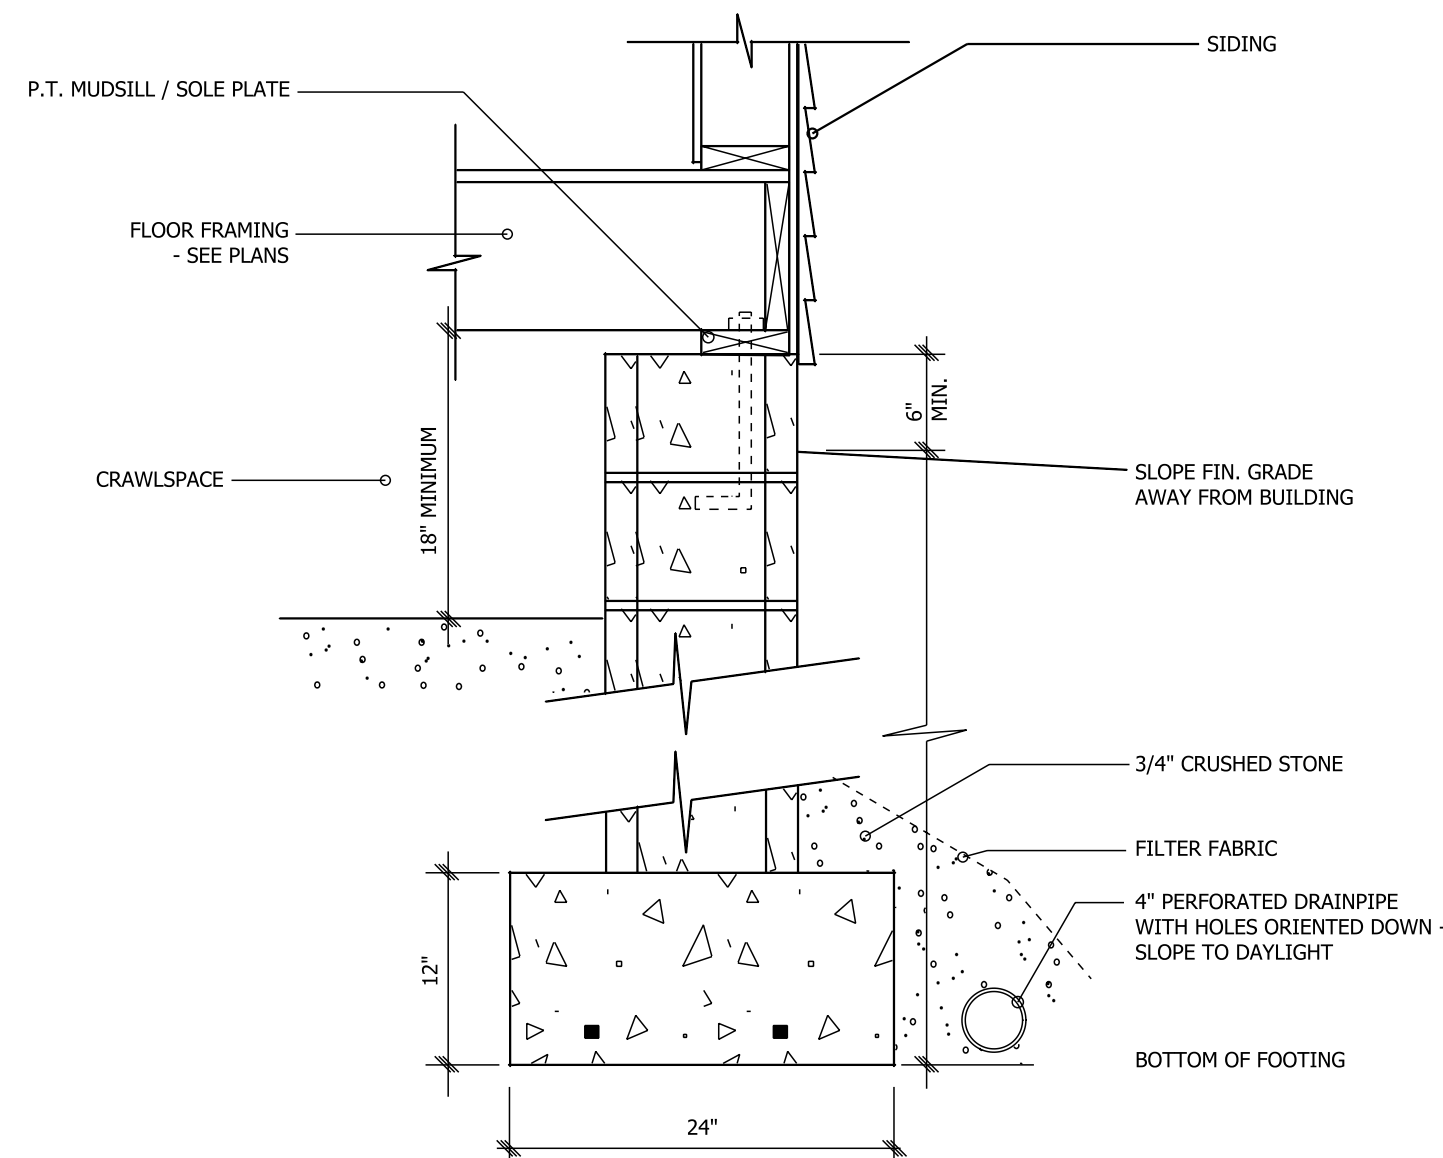 SIDING
P.T. MUDSILL / SOLE PLATE
FLOOR FRAMING
- SEE PLANS
6"
MIN.
CRAWLSPACE
18" MINIMUM
SLOPE FIN. GRADE
AWAY FROM BUILDING
3/4" CRUSHED STONE
FILTER FABRIC
4" PERFORATED DRAINPIPE
WITH HOLES ORIENTED DOWN -
SLOPE TO DAYLIGHT
12"
BOTTOM OF FOOTING
24"